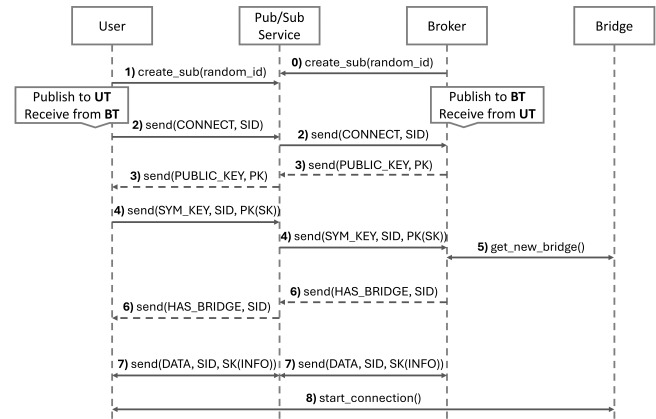 User
Pub/Sub
Service
Broker
Bridge
0) create_sub(random_id)
1) create_sub(random_id)
Publish to UT
Receive from BT
Publish to BT
Receive from UT
2) send(CONNECT, SID)
2) send(CONNECT, SID)
3) send(PUBLIC_KEY, PK)
3) send(PUBLIC_KEY, PK)
4) send(SYM_KEY, SID, PK(SK))
4) send(SYM_KEY, SID, PK(SK))
5) get_new_bridge()
6) send(HAS_BRIDGE, SID)
6) send(HAS_BRIDGE, SID)
7) send(DATA, SID, SK(INFO))
7) send(DATA, SID, SK(INFO))
8) start_connection()